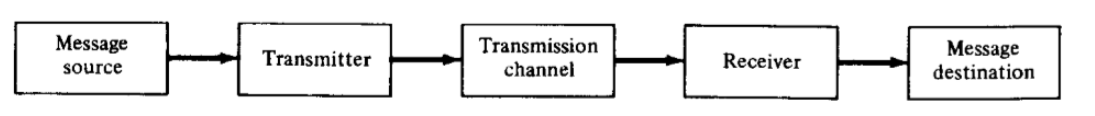 Message
source
Transmitter
Transmission
channel
Receiver
Message
destination